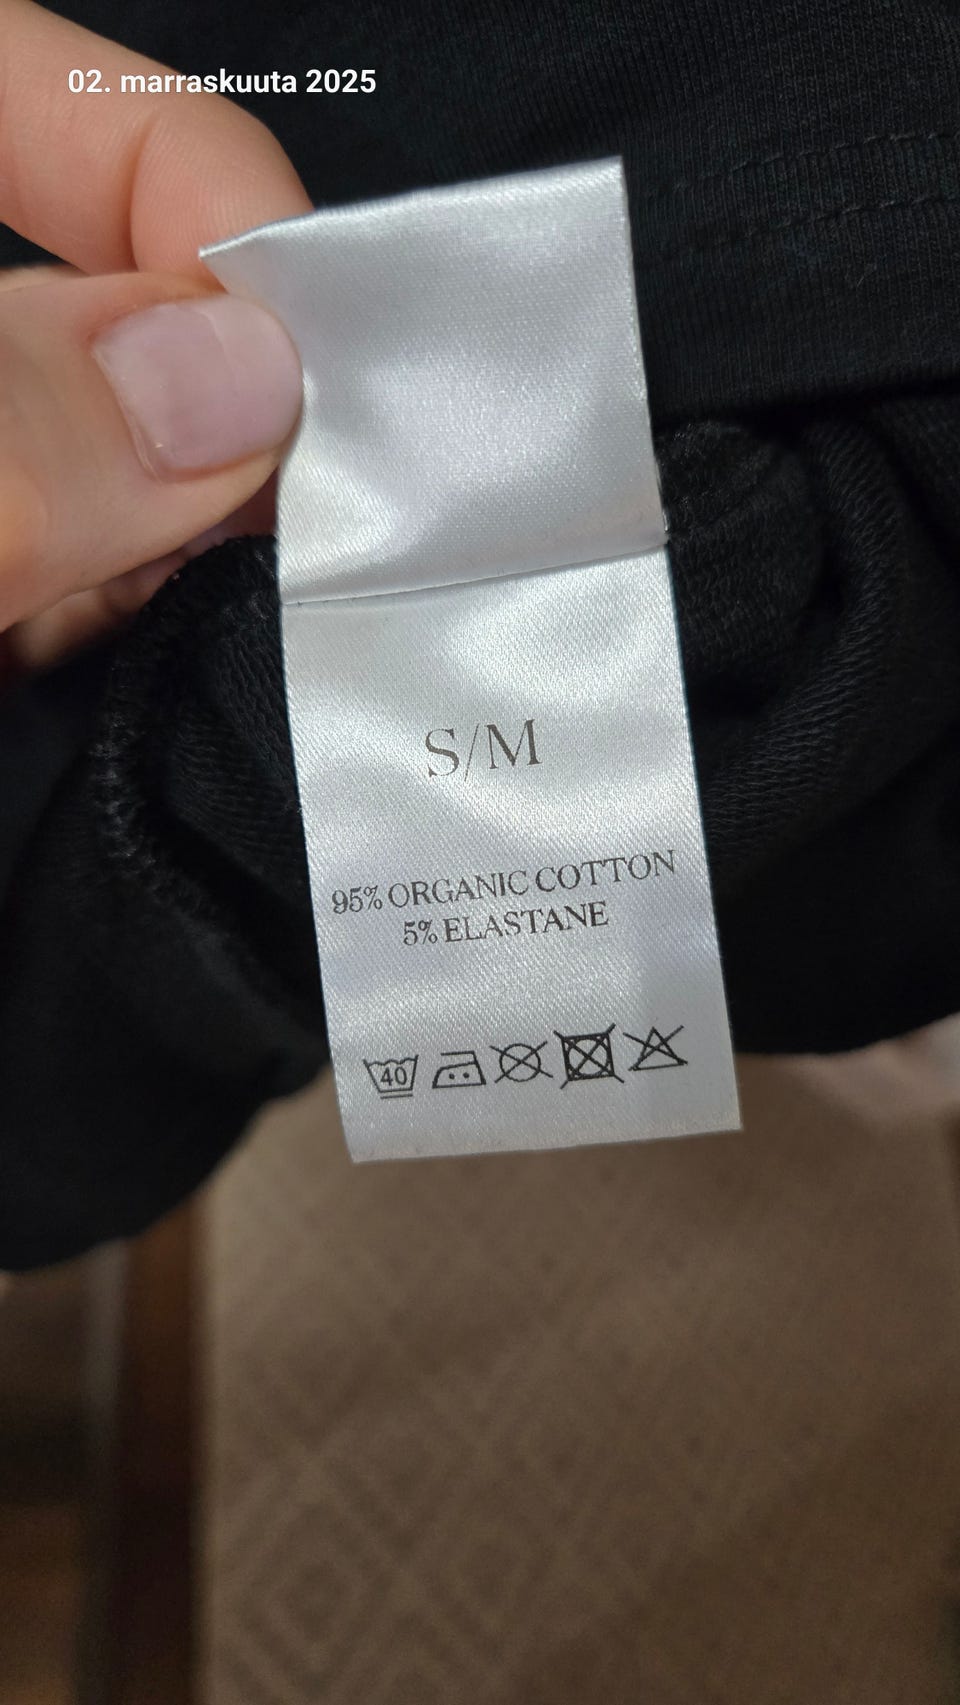 02. marraskuuta 2025
S/M
95% ORGANIC COTTON
5% ELASTANE
40